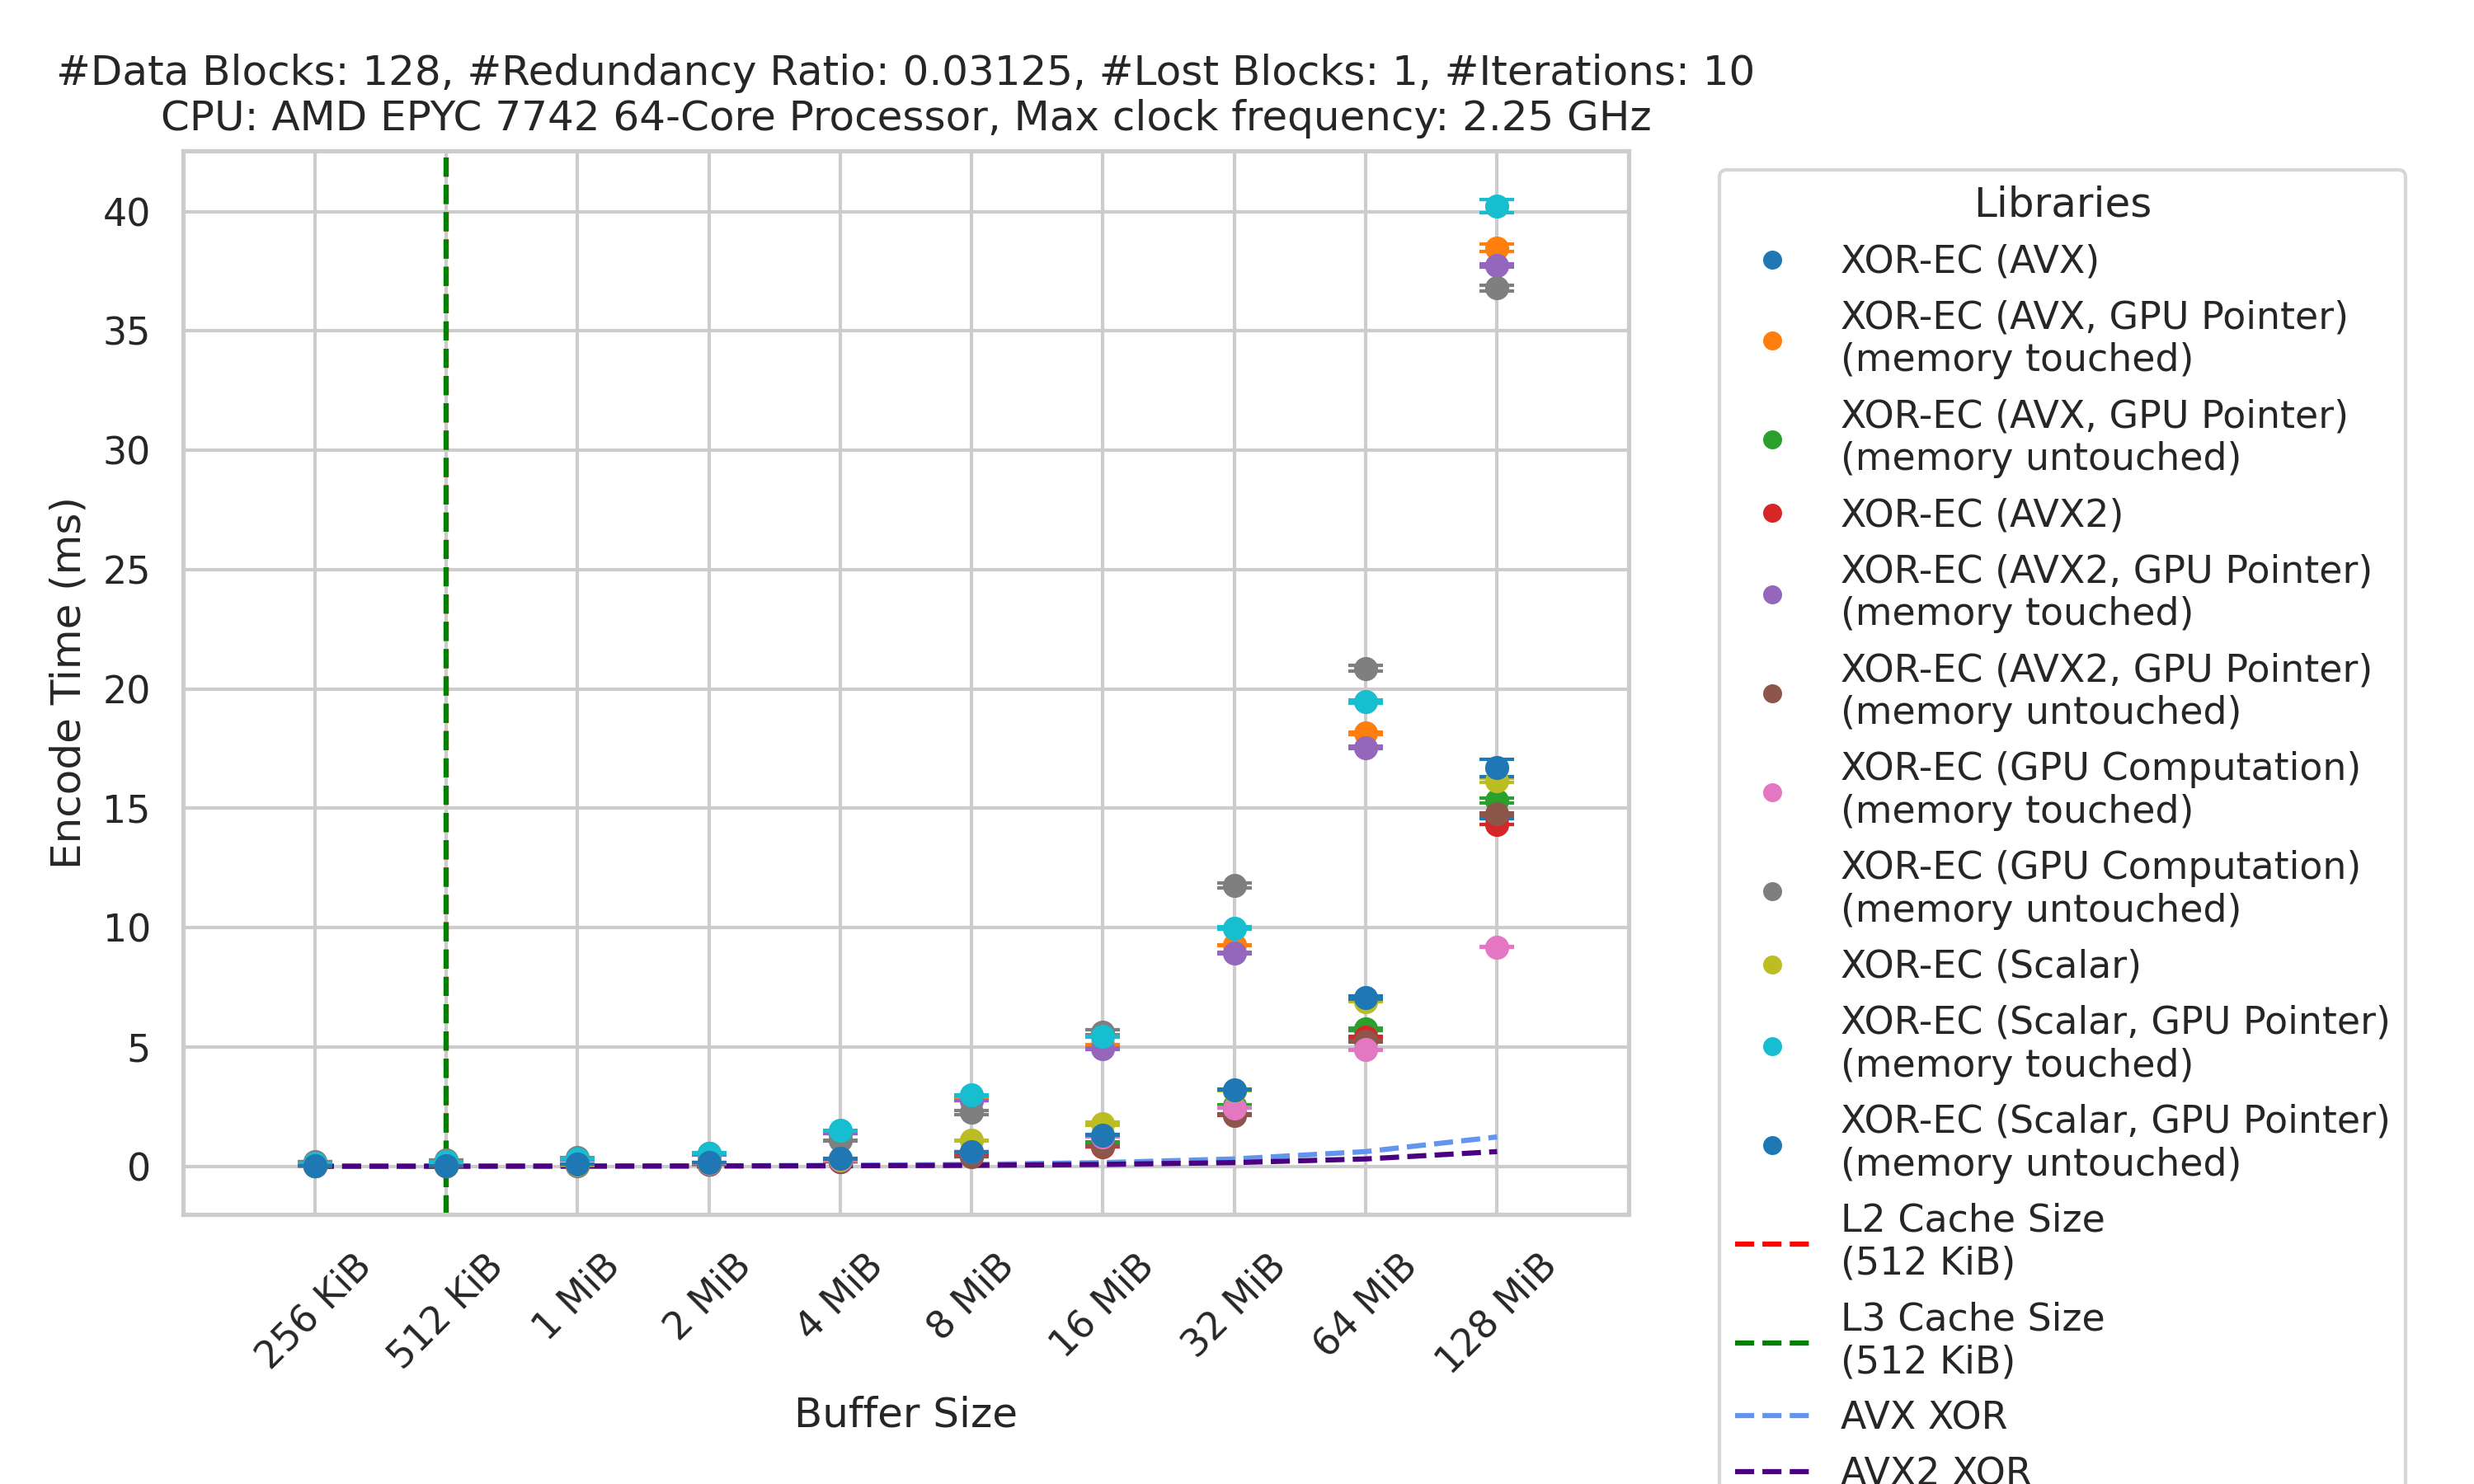 #Data Blocks: 128, #Redundancy Ratio: 0.03125, #Lost Blocks: 1, #Iterations: 10
CPU: AMD EPYC 7742 64-Core Processor, Max clock frequency: 2.25 GHz
40
35
30
25
20
15
10
5
0
Encode Time (ms)
256 KiB
512 KiB
1 MiB
2 MiB
4 MiB
8 MiB
16 MiB
32 MiB
64 MiB
128 MiB
Buffer Size
Libraries
XOR-EC (AVX)
XOR-EC (AVX, GPU Pointer)
(memory touched)
XOR-EC (AVX, GPU Pointer)
(memory untouched)
XOR-EC (AVX2)
XOR-EC (AVX2, GPU Pointer)
(memory touched)
XOR-EC (AVX2, GPU Pointer)
(memory untouched)
XOR-EC (GPU Computation)
(memory touched)
XOR-EC (GPU Computation)
(memory untouched)
XOR-EC (Scalar)
XOR-EC (Scalar, GPU Pointer)
(memory touched)
XOR-EC (Scalar, GPU Pointer)
(memory untouched)
L2 Cache Size
(512 KiB)
L3 Cache Size
(512 KiB)
AVX XOR
AVX2 XOR